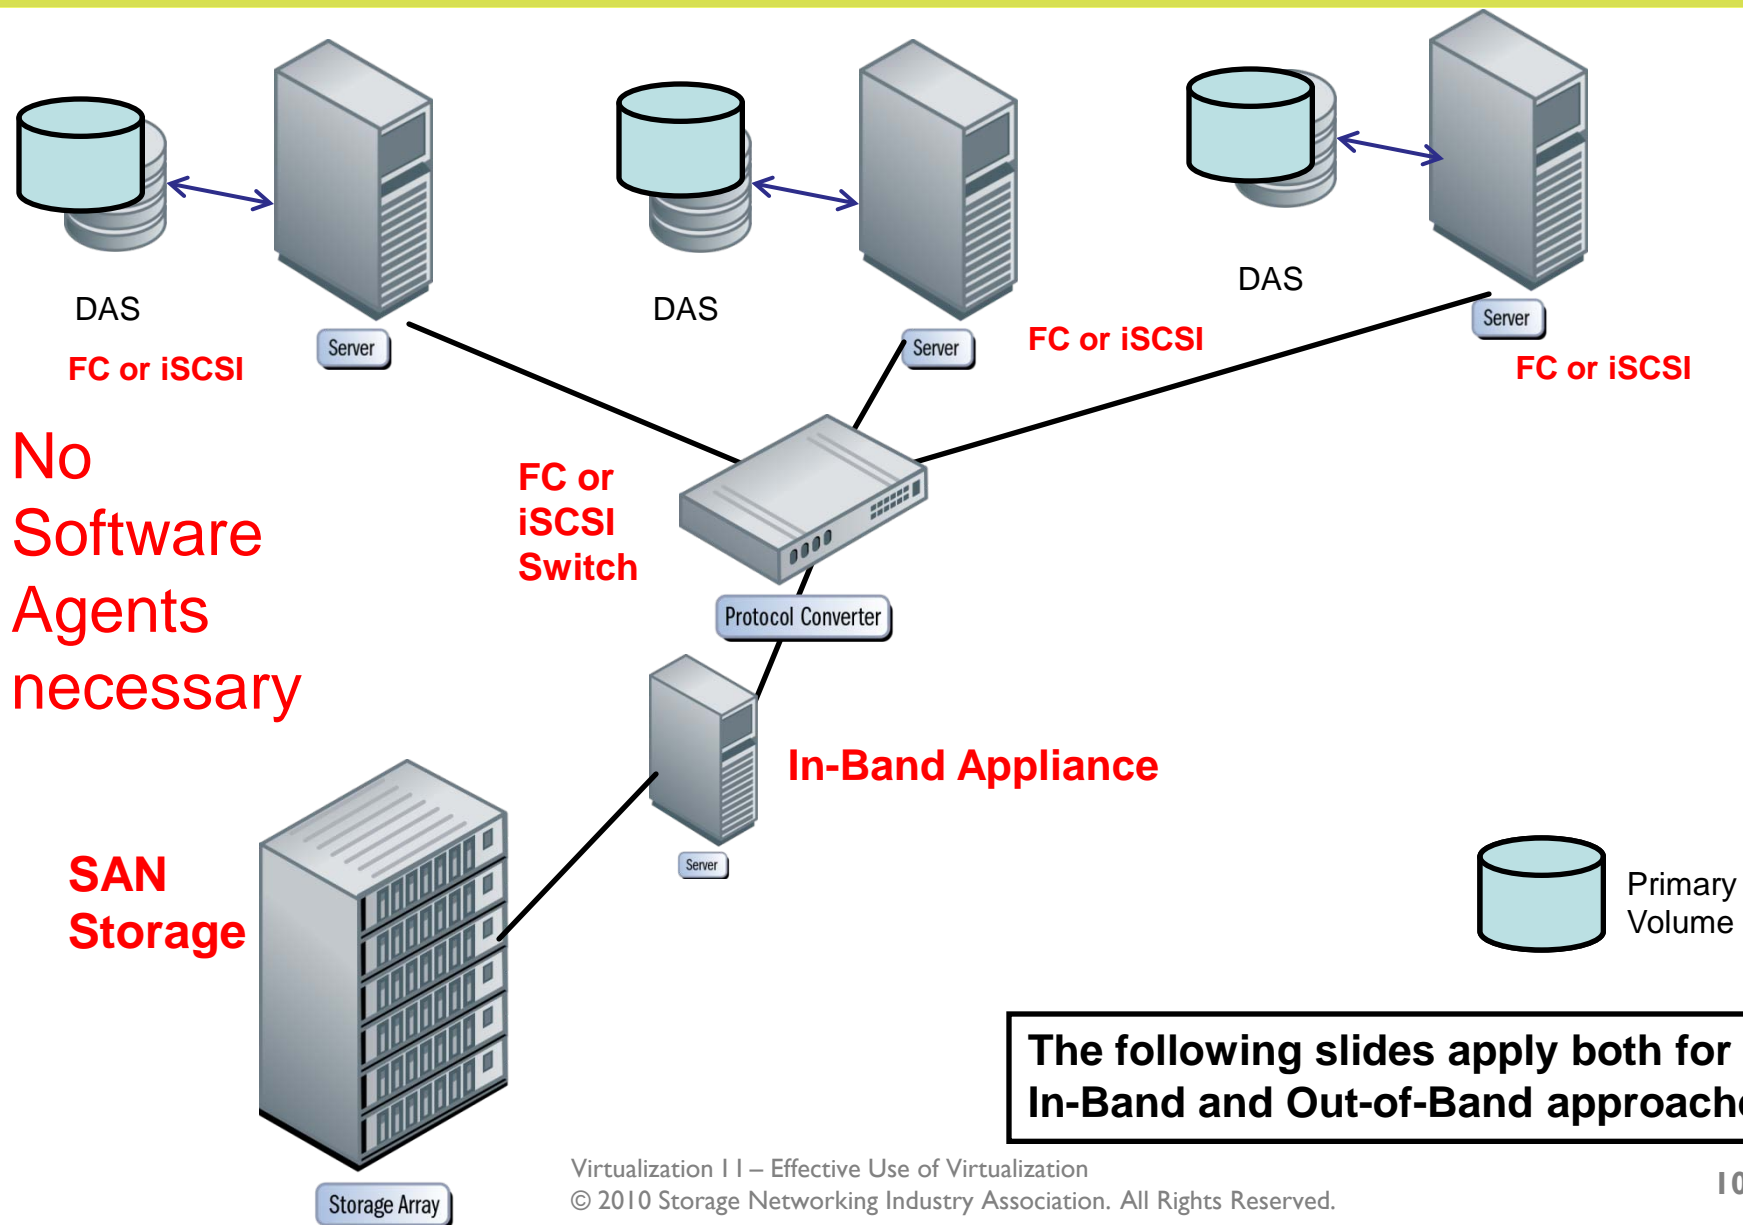 DAS
Server
FC or iSCSI
DAS
Server
FC or iSCSI
DAS
Server
FC or iSCSI
No
Software
Agents
necessary
FC or
iSCSI
Switch
Protocol Converter
In-Band Appliance
Server
SAN
Storage
Storage Array
Primary
Volume
The following slides apply both for
In-Band and Out-of-Band approache
Virtualization II – Effective Use of Virtualization
© 2010 Storage Networking Industry Association. All Rights Reserved.
10